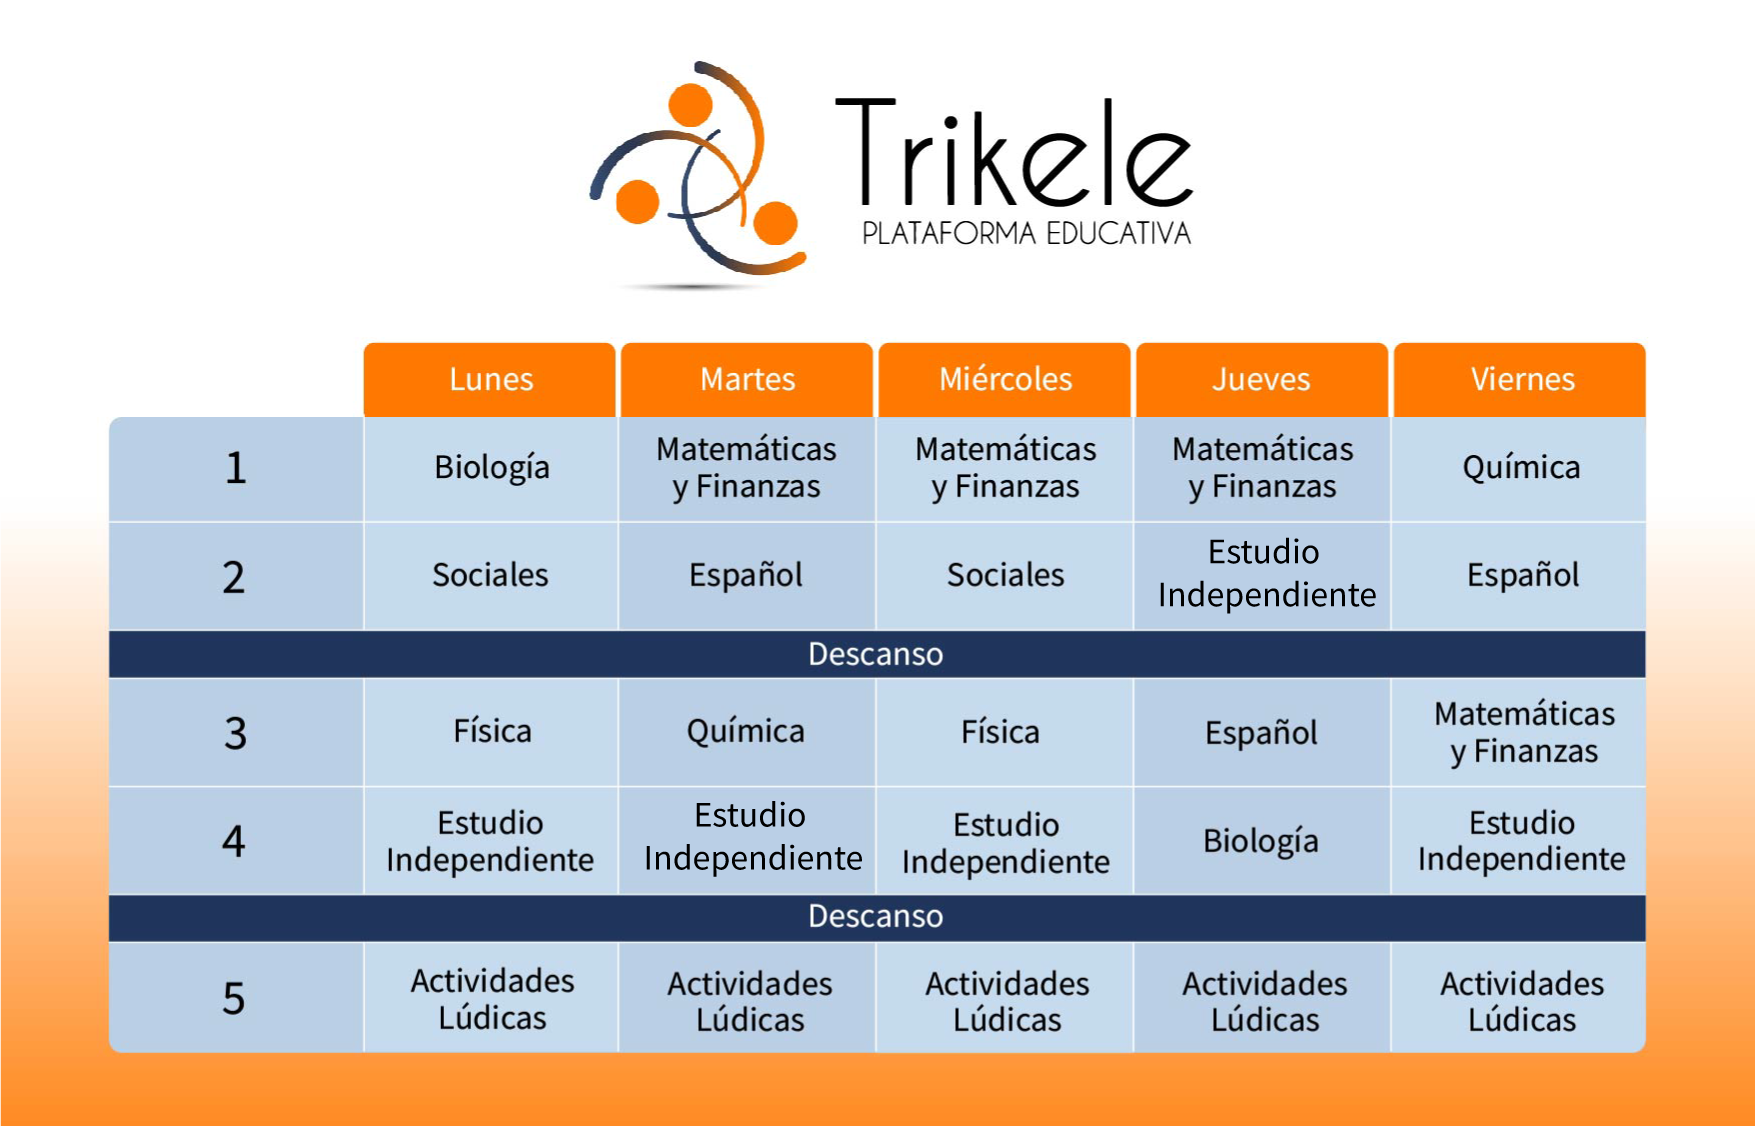 Trikele
PLATAFORMA EDUCATIVA
Lunes Martes Miércoles Jueves Viernes
1
Biología
Matemáticas
y Finanzas
Matemáticas
y Finanzas
Matemáticas
y Finanzas
Química
2
Sociales
Español
Sociales
Estudio
Independiente
Español
Descanso
3
Física
Química
Física
Español
Matemáticas
y Finanzas
4
Estudio
Independiente
Estudio
Independiente
Estudio
Independiente
Biología
Estudio
Independiente
Descanso
5
Actividades
Lúdicas
Actividades
Lúdicas
Actividades
Lúdicas
Actividades
Lúdicas
Actividades
Lúdicas